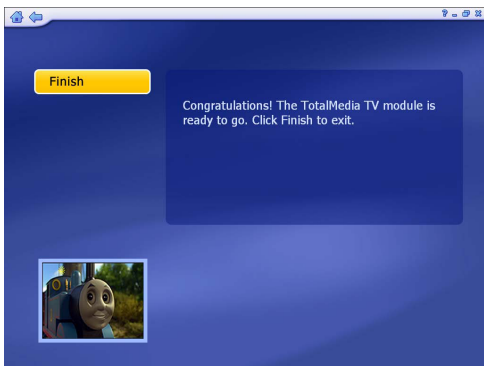 Finish
Congratulations! The TotalMedia TV module is
ready to go. Click Finish to exit.